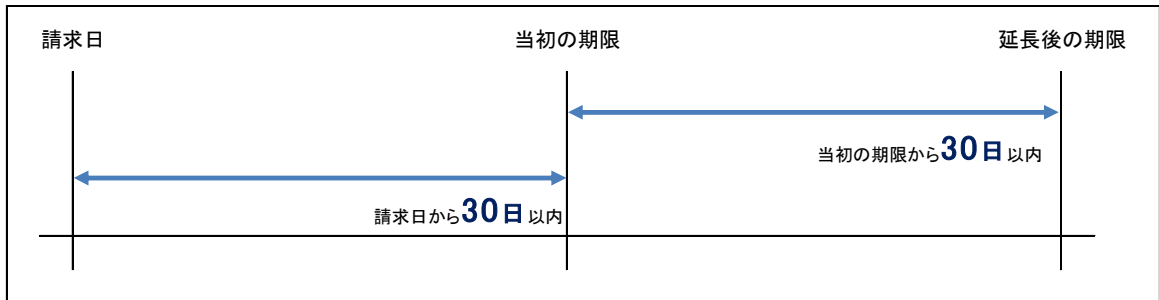 請求日
当初の期限
延長後の期限
当初の期限から30日以内
請求日から30日以内